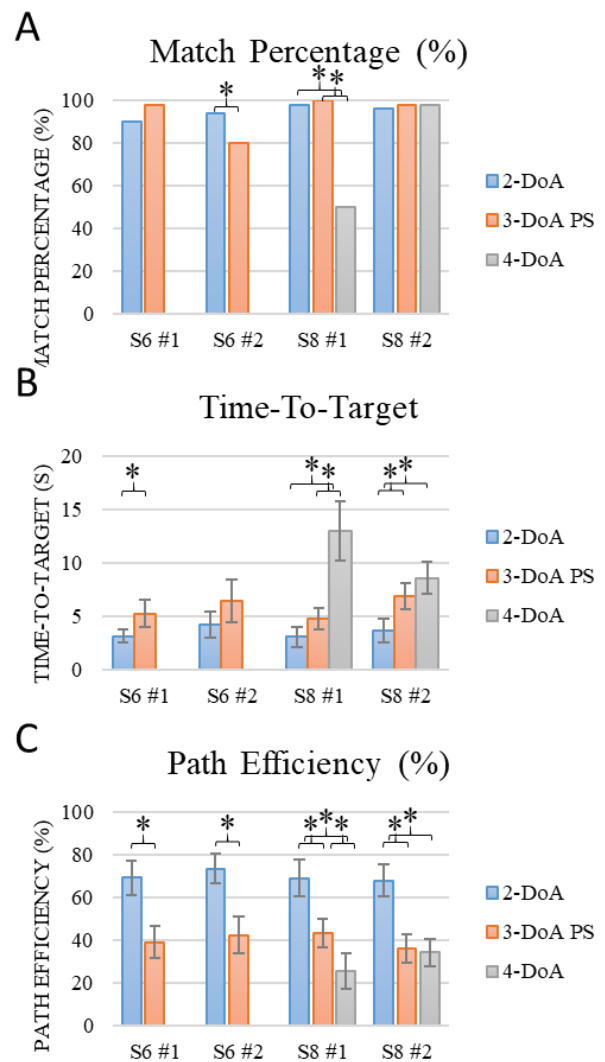 A
Match Percentage (%)
MATCH PERCENTAGE (%)
100
80
60
40
20
0
*
* *
S6 #1 S6 #2 S8 #1 S8 #2
2-DoA
3-DoA PS
4-DoA
B
Time-To-Target
TIME-TO-TARGET (S)
20
15
10
5
0
*
* *
* *
S6 #1 S6 #2 S8 #1 S8 #2
2-DoA
3-DoA PS
4-DoA
C
Path Efficiency (%)
PATH EFFICIENCY (%)
100
80
60
40
20
0
*
*
* * *
* *
S6 #1 S6 #2 S8 #1 S8 #2
2-DoA
3-DoA PS
4-DoA